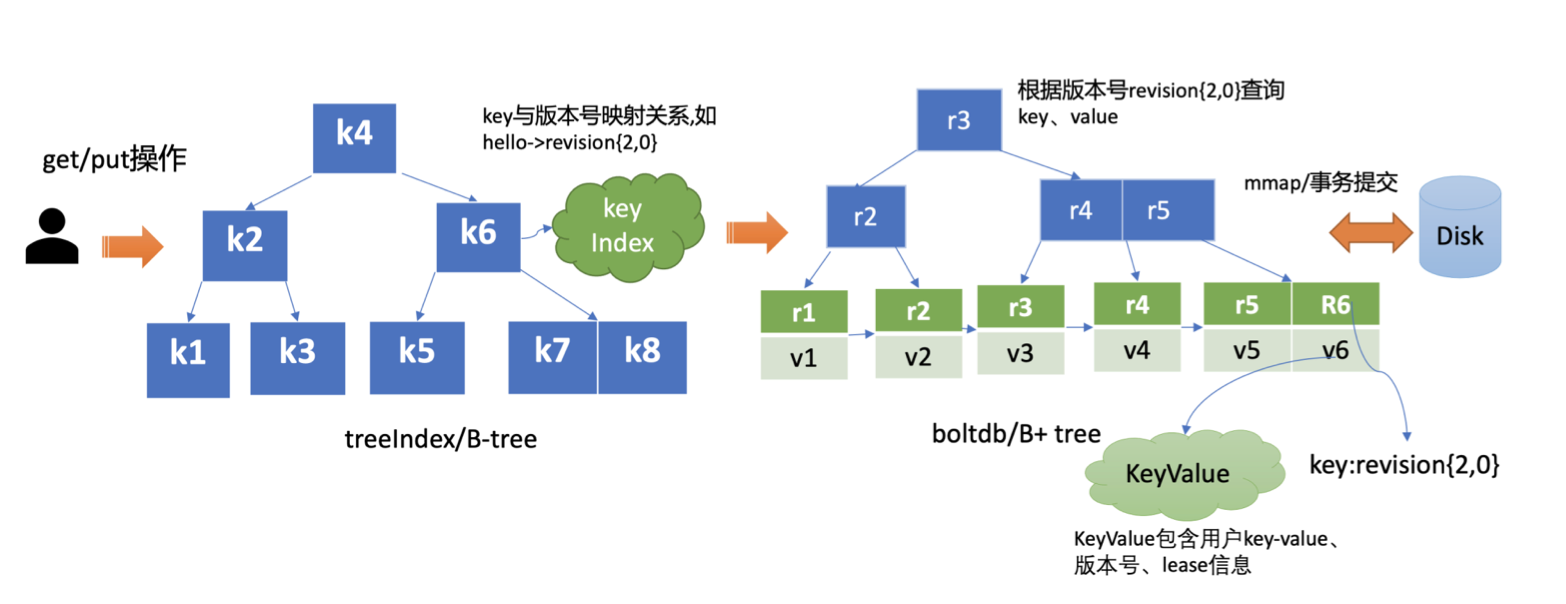 get/put操作
k4
k2
k6
k1
k3
k5
k7
k8
key与版本号映射关系,如
hello->revision{2,0}
key
Index
treeIndex/B-tree
根据版本号revision{2,0}查询
key、value
r3
r2
r4
r5
r1
r2
r3
r4
r5
R6
v1
v2
v3
v4
v5
v6
mmap/事务提交
Disk
boltdb/B+ tree
KeyValue
key:revision{2,0}
KeyValue包含用户key-value、
版本号、lease信息